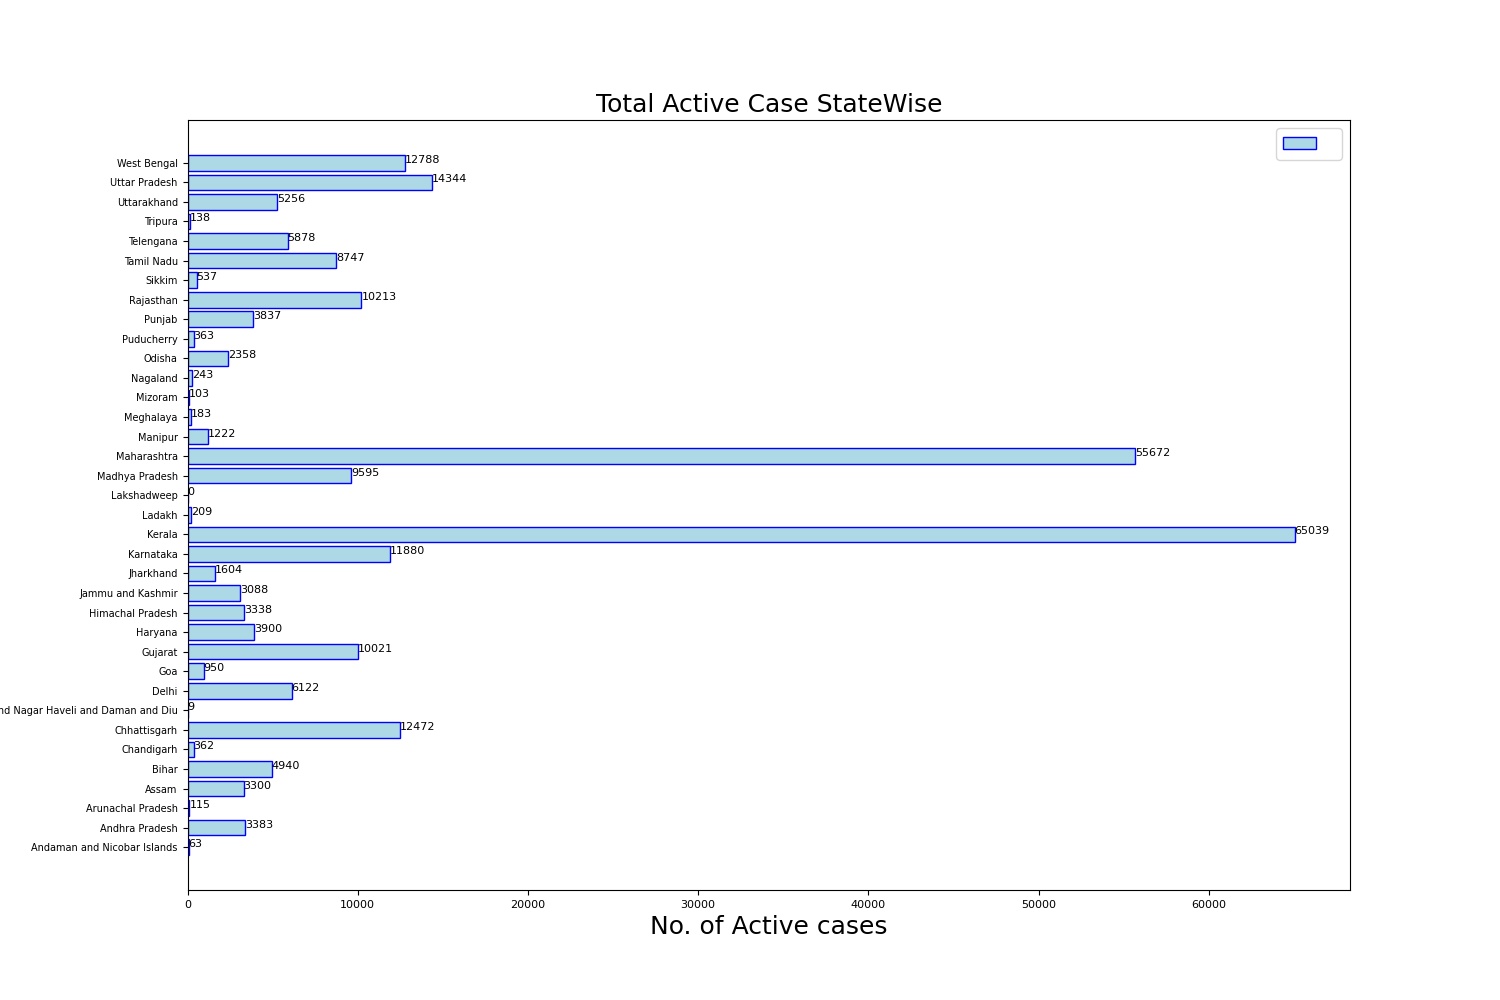 Total Active Case StateWise
West Bengal 12788
Uttar Pradesh 14344
Uttarakhand 5256
Tripura 138
Telengana 5878
Tamil Nadu 8747
Sikkim 537
Rajasthan 10213
Punjab 3837
Puducherry 363
Odisha 2358
Nagaland 243
Mizoram 103
Meghalaya 183
Manipur 1222
Maharashtra 55672
Madhya Pradesh 9595
Lakshadweep 0
Ladakh 209
Kerala 65039
Karnataka 11880
Jharkhand 1604
Jammu and Kashmir 3088
Himachal Pradesh 3338
Haryana 3900
Gujarat 10021
Goa 950
Delhi 6122
nd Nagar Haveli and Daman and Diu 9
Chhattisgarh 12472
Chandigarh 362
Bihar 4940
Assam 3300
Arunachal Pradesh 115
Andhra Pradesh 3383
Andaman and Nicobar Islands 63
0 10000 20000 30000 40000 50000 60000
No. of Active cases